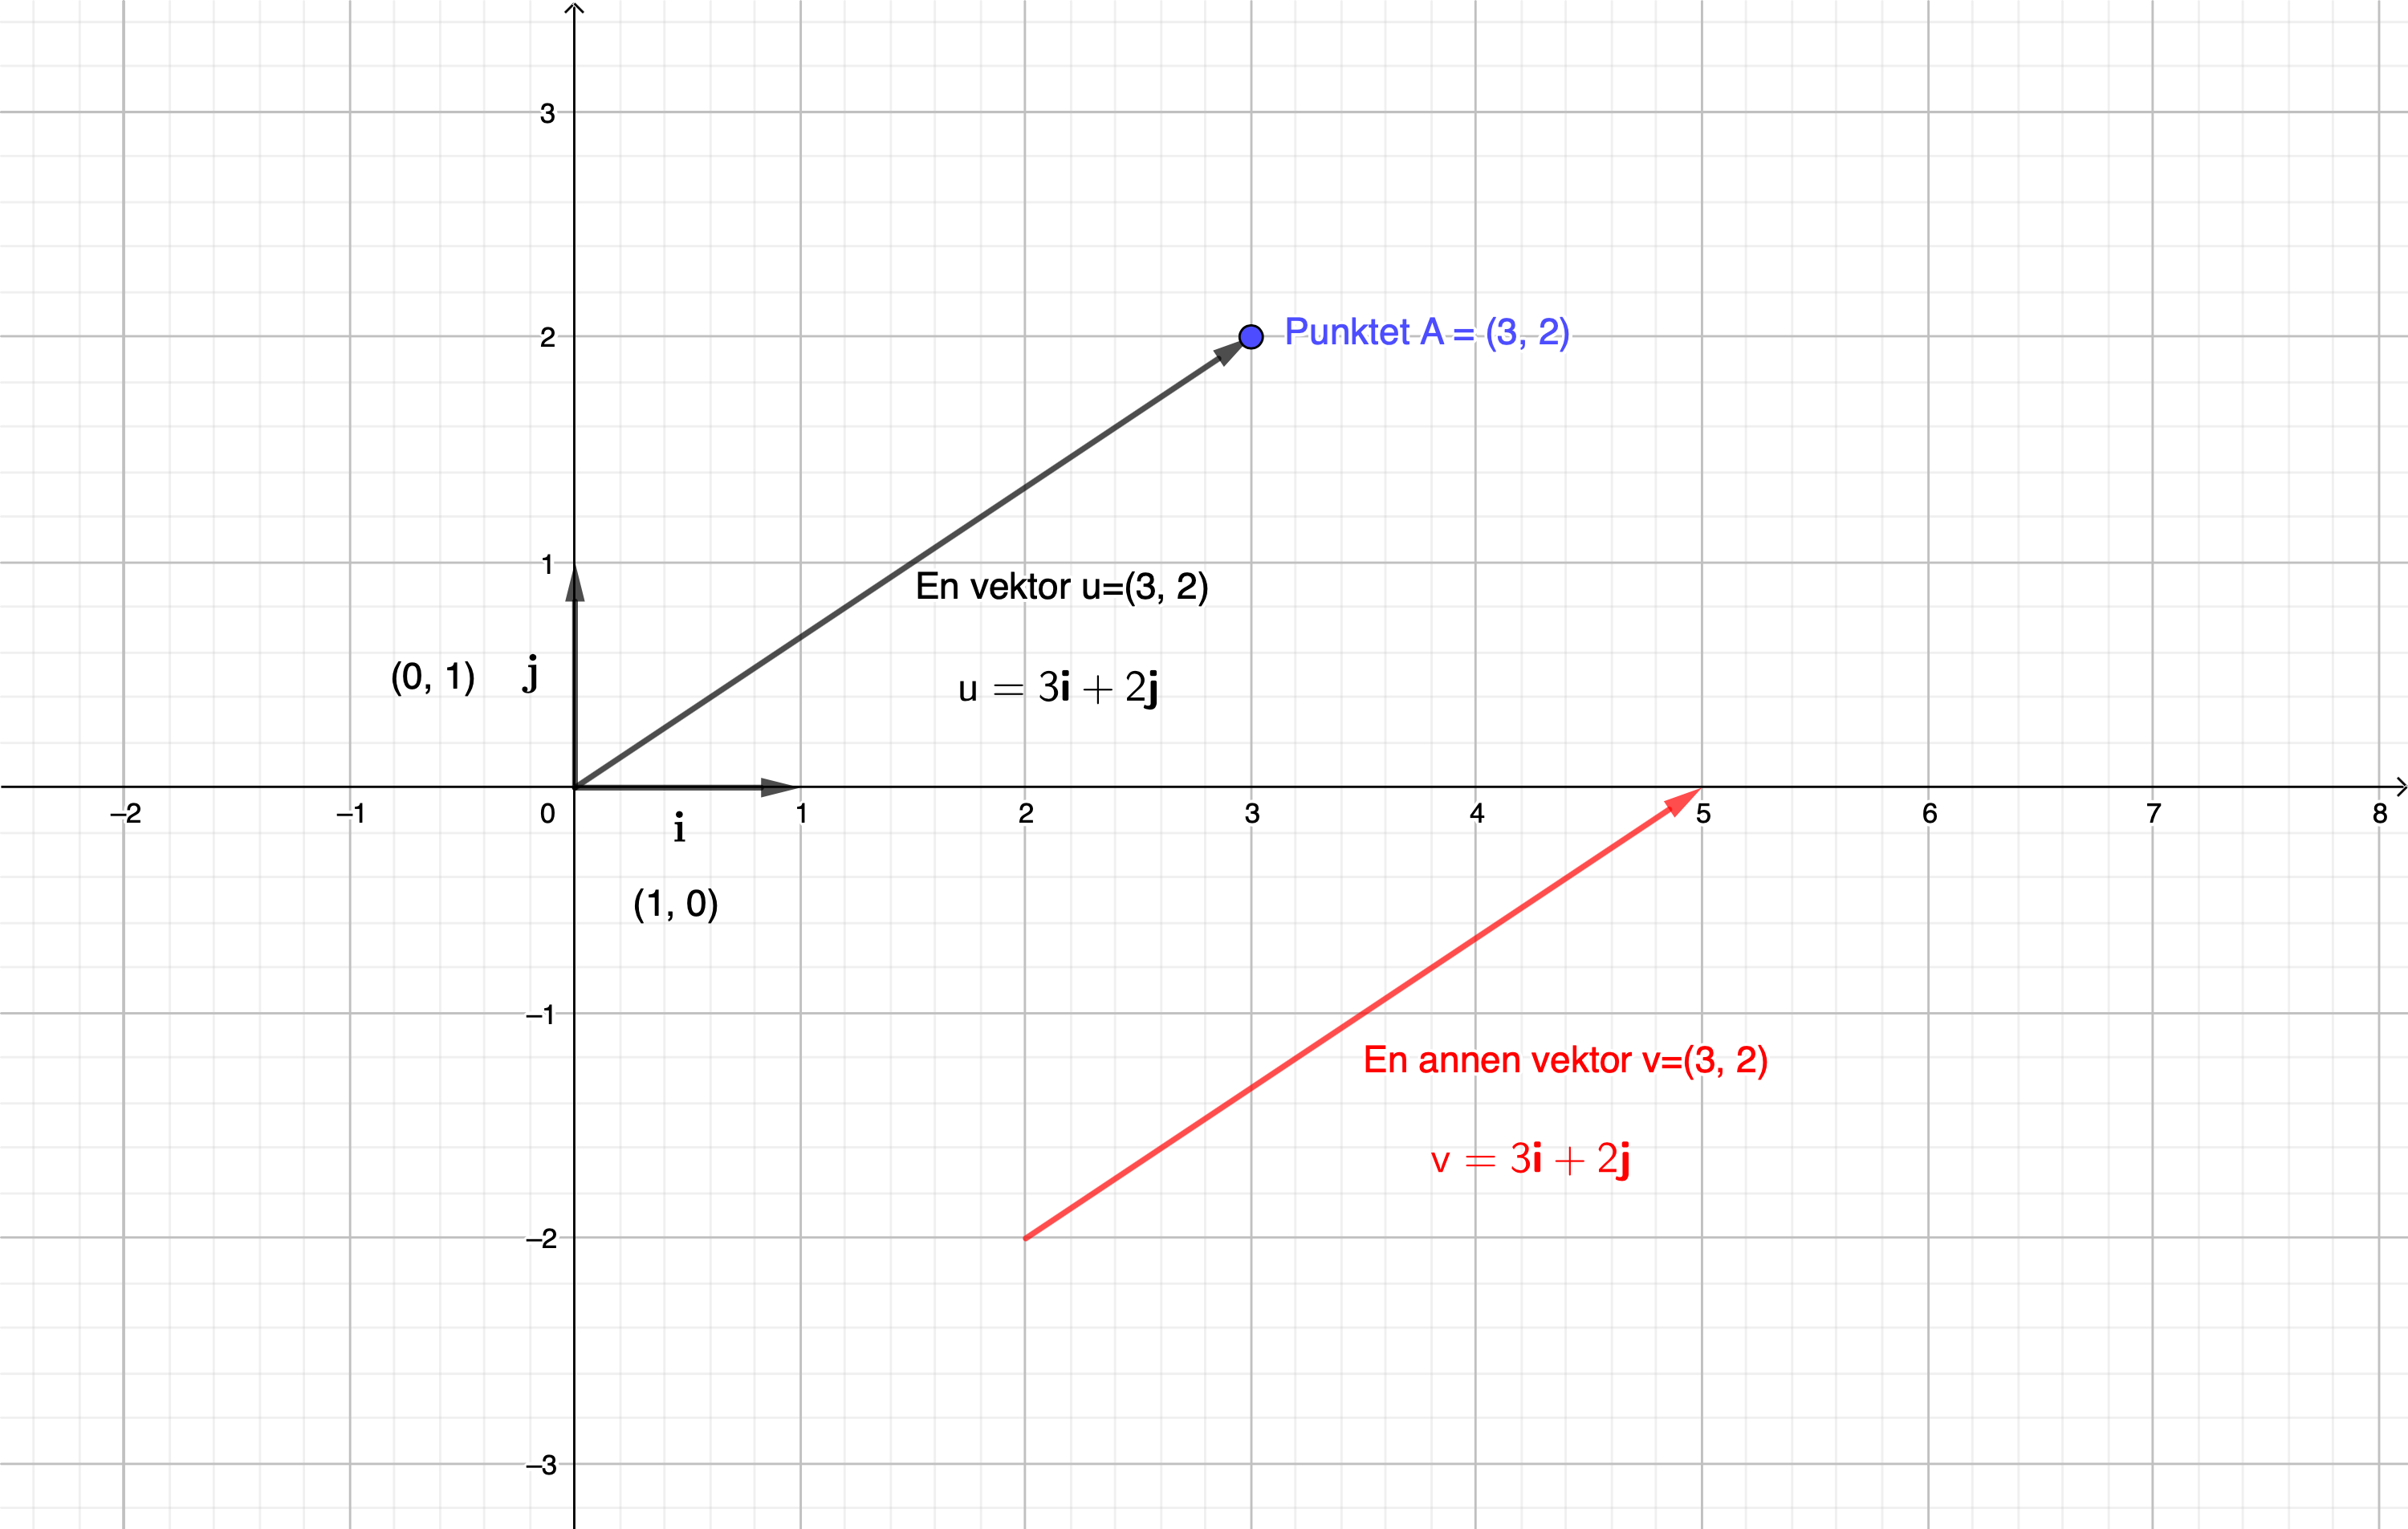 3
2
Punktet A = (3, 2)
1
En vektor u=(3, 2)
(0, 1) j
u = 3i + 2j
−2 −1 0 1 2 3 4 5 6 7 8
i
(1, 0)
−1
En annen vektor v=(3, 2)
v = 3i + 2j
−2
−3